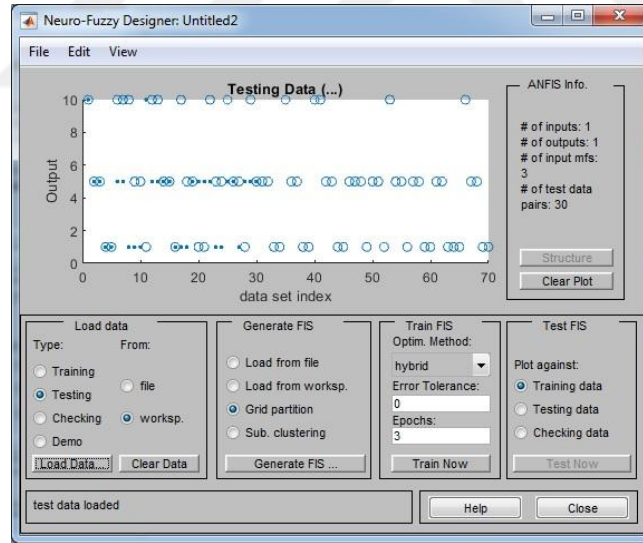 Neuro-Fuzzy Designer: Untitled2
File Edit View
Testing Data (...)
Output
10
8
6
4
2
0
0 10 20 30 40 50 60 70
data set index
ANFIS Info.
# of inputs: 1
# of outputs: 1
# of input mfs:
3
# of test data
pairs: 30
Structure
Clear Plot
Load data
Type: From:
Training
Testing
Checking
Demo
file
worksp.
Load Data... Clear Data
Generate FIS
Load from file
Load from worksp.
Grid partition
Sub. clustering
Generate FIS ...
Train FIS
Optim. Method:
hybrid
Error Tolerance:
0
Epochs:
3
Train Now
Test FIS
Plot against:
Training data
Testing data
Checking data
Test Now
test data loaded
Help Close